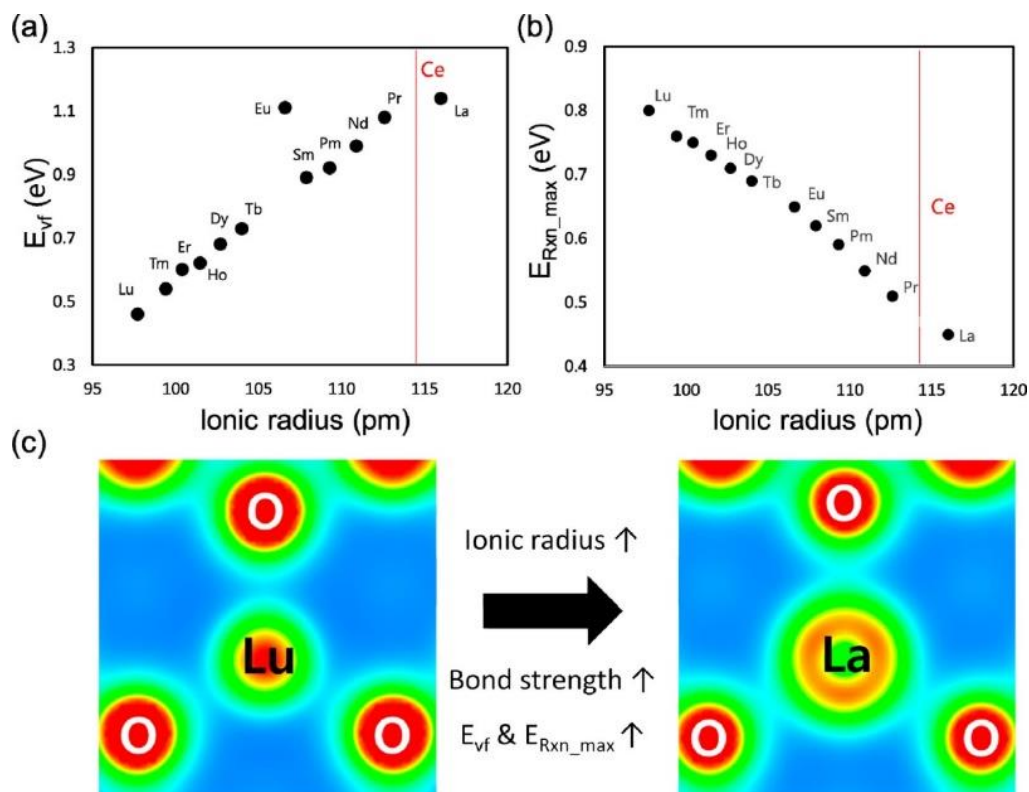 (a)
1.3
1.1
0.9
0.7
0.5
0.3
E_vf (eV)
Ce
Eu
Pr
La
Nd
Pm
Sm
Tb
Dy
Er
Ho
Tm
Lu
95
100
105
110
115
120
Ionic radius (pm)
(b)
0.9
0.8
0.7
0.6
0.5
0.4
E_Rxn_max (eV)
Lu
Tm
Er
Ho
Dy
Tb
Eu
Sm
Pm
Nd
Pr
Ce
La
95
100
105
110
115
120
Ionic radius (pm)
(c)
O
Lu
O
O
Ionic radius ↑
Bond strength ↑
E_vf & E_Rxn_max ↑
O
La
O
O